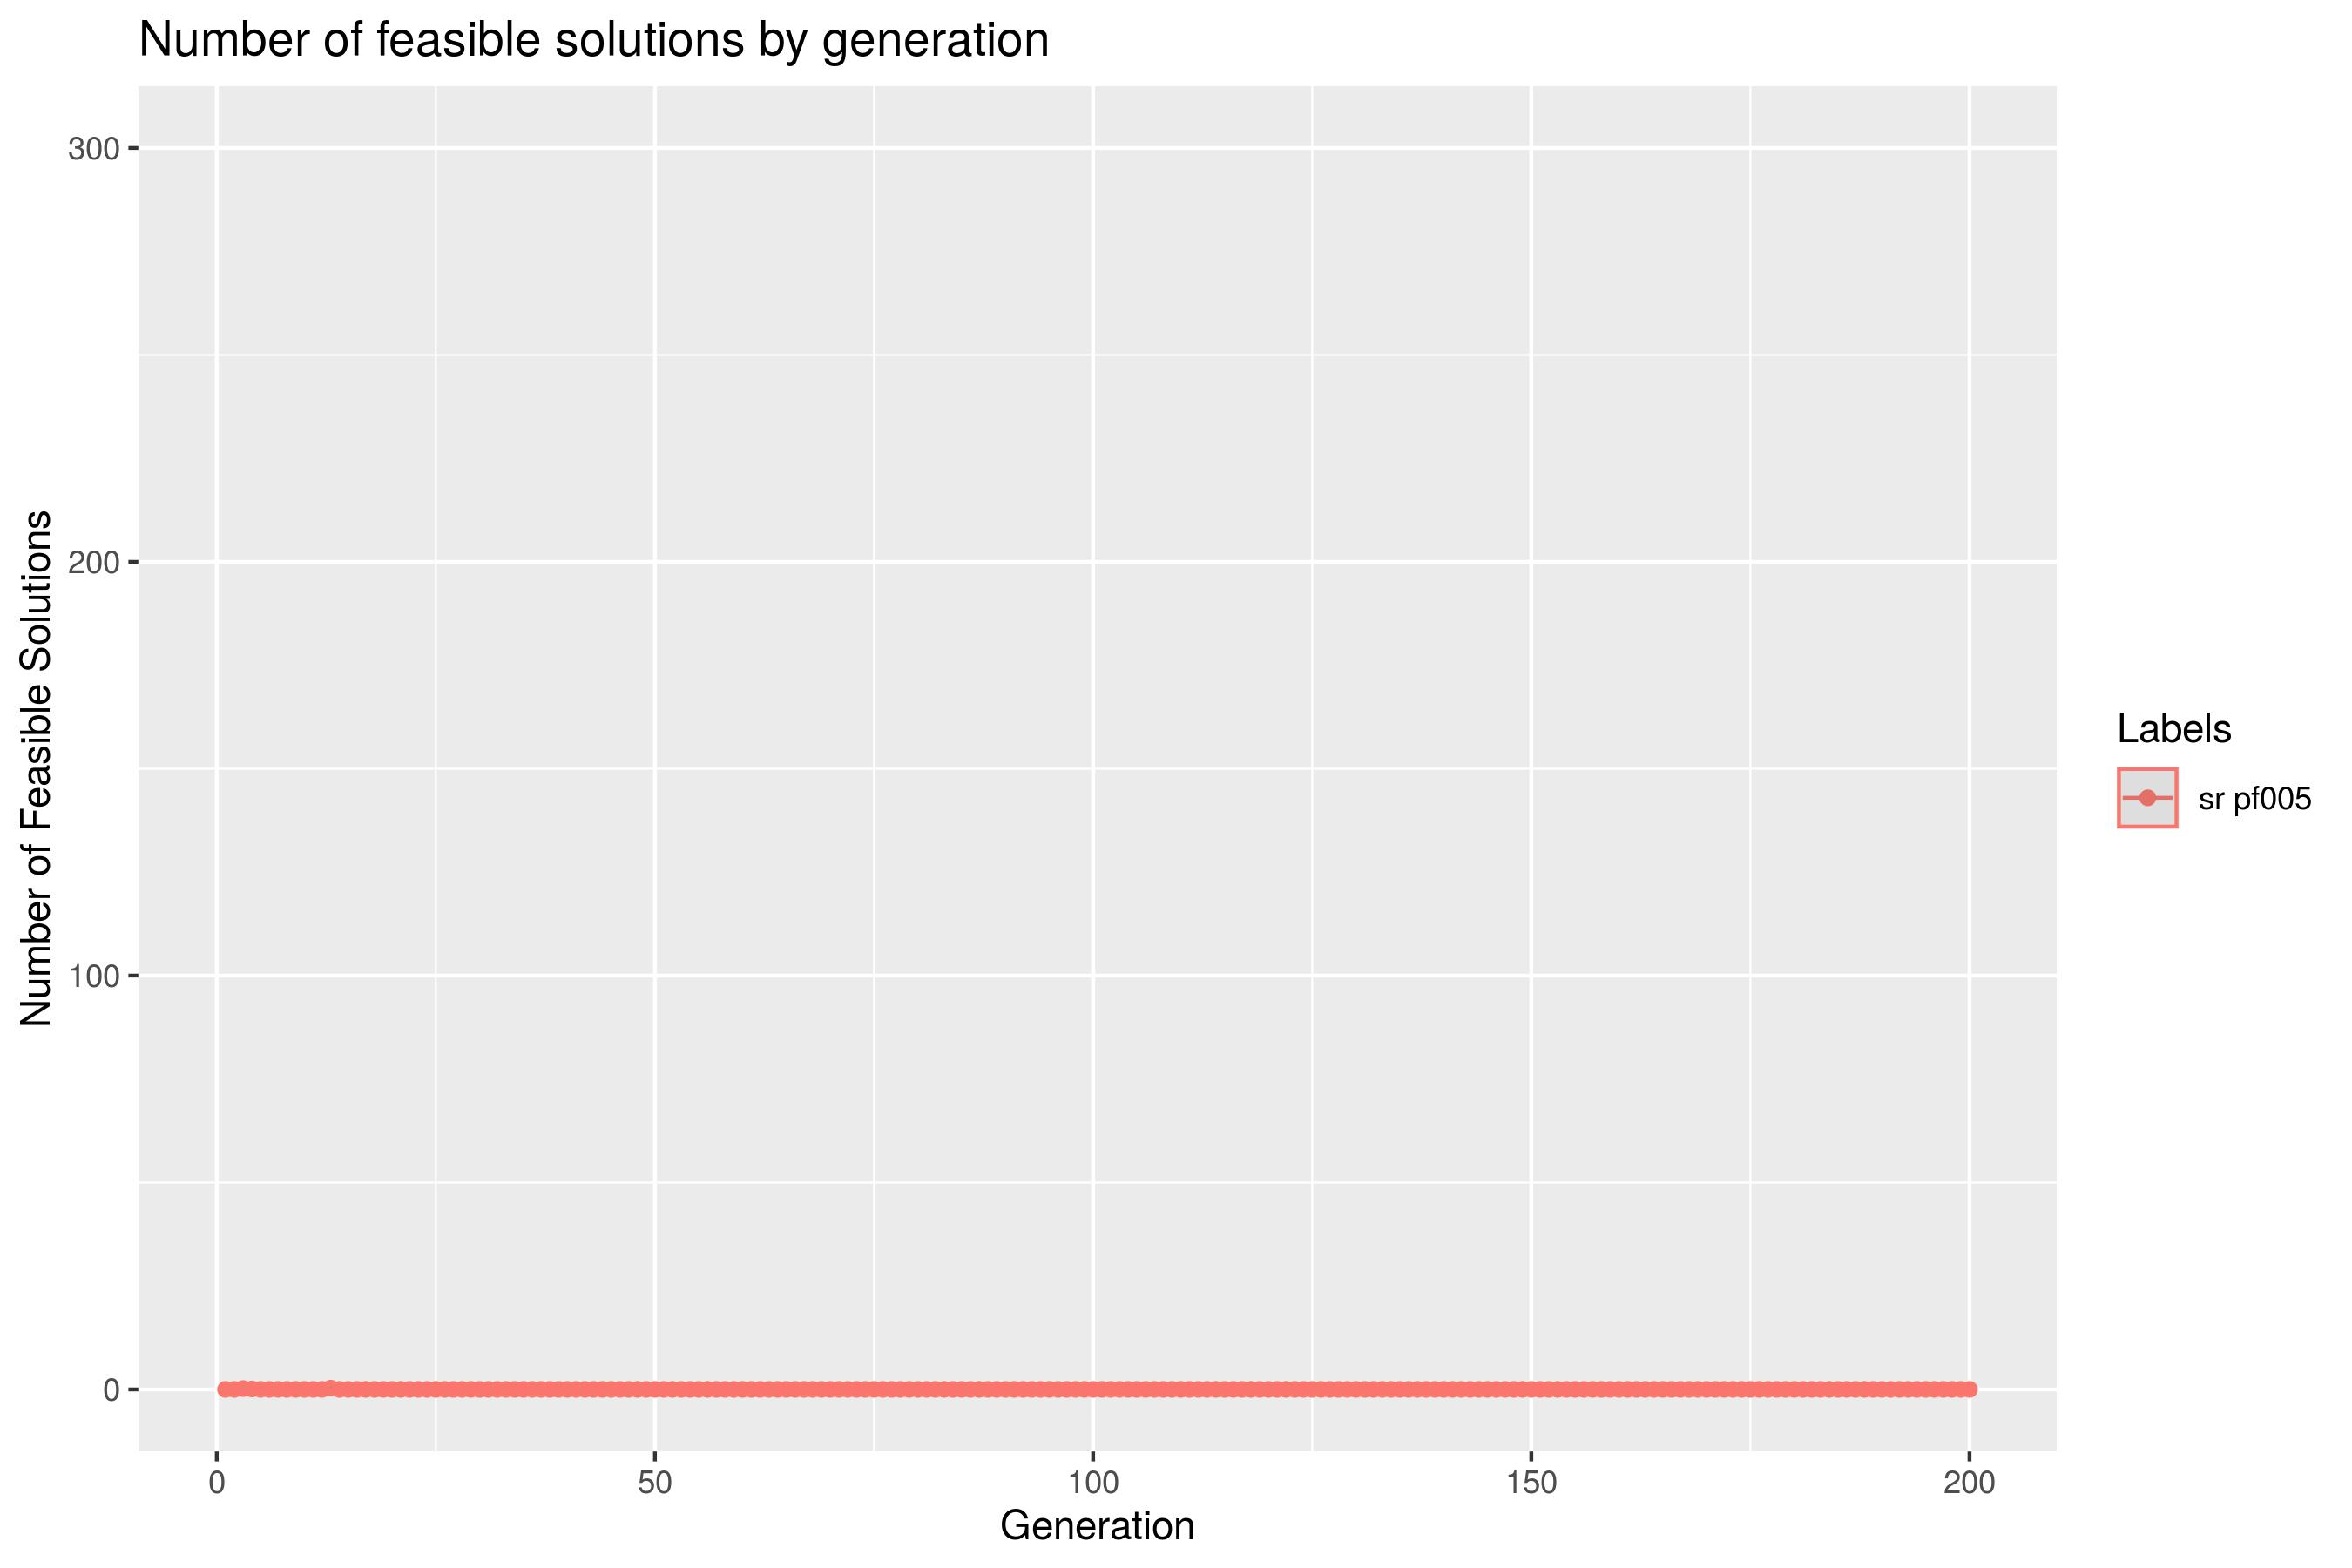 Number of feasible solutions by generation
Number of Feasible Solutions
300
200
100
0
0
50
100
150
200
Generation
Labels
sr pf005